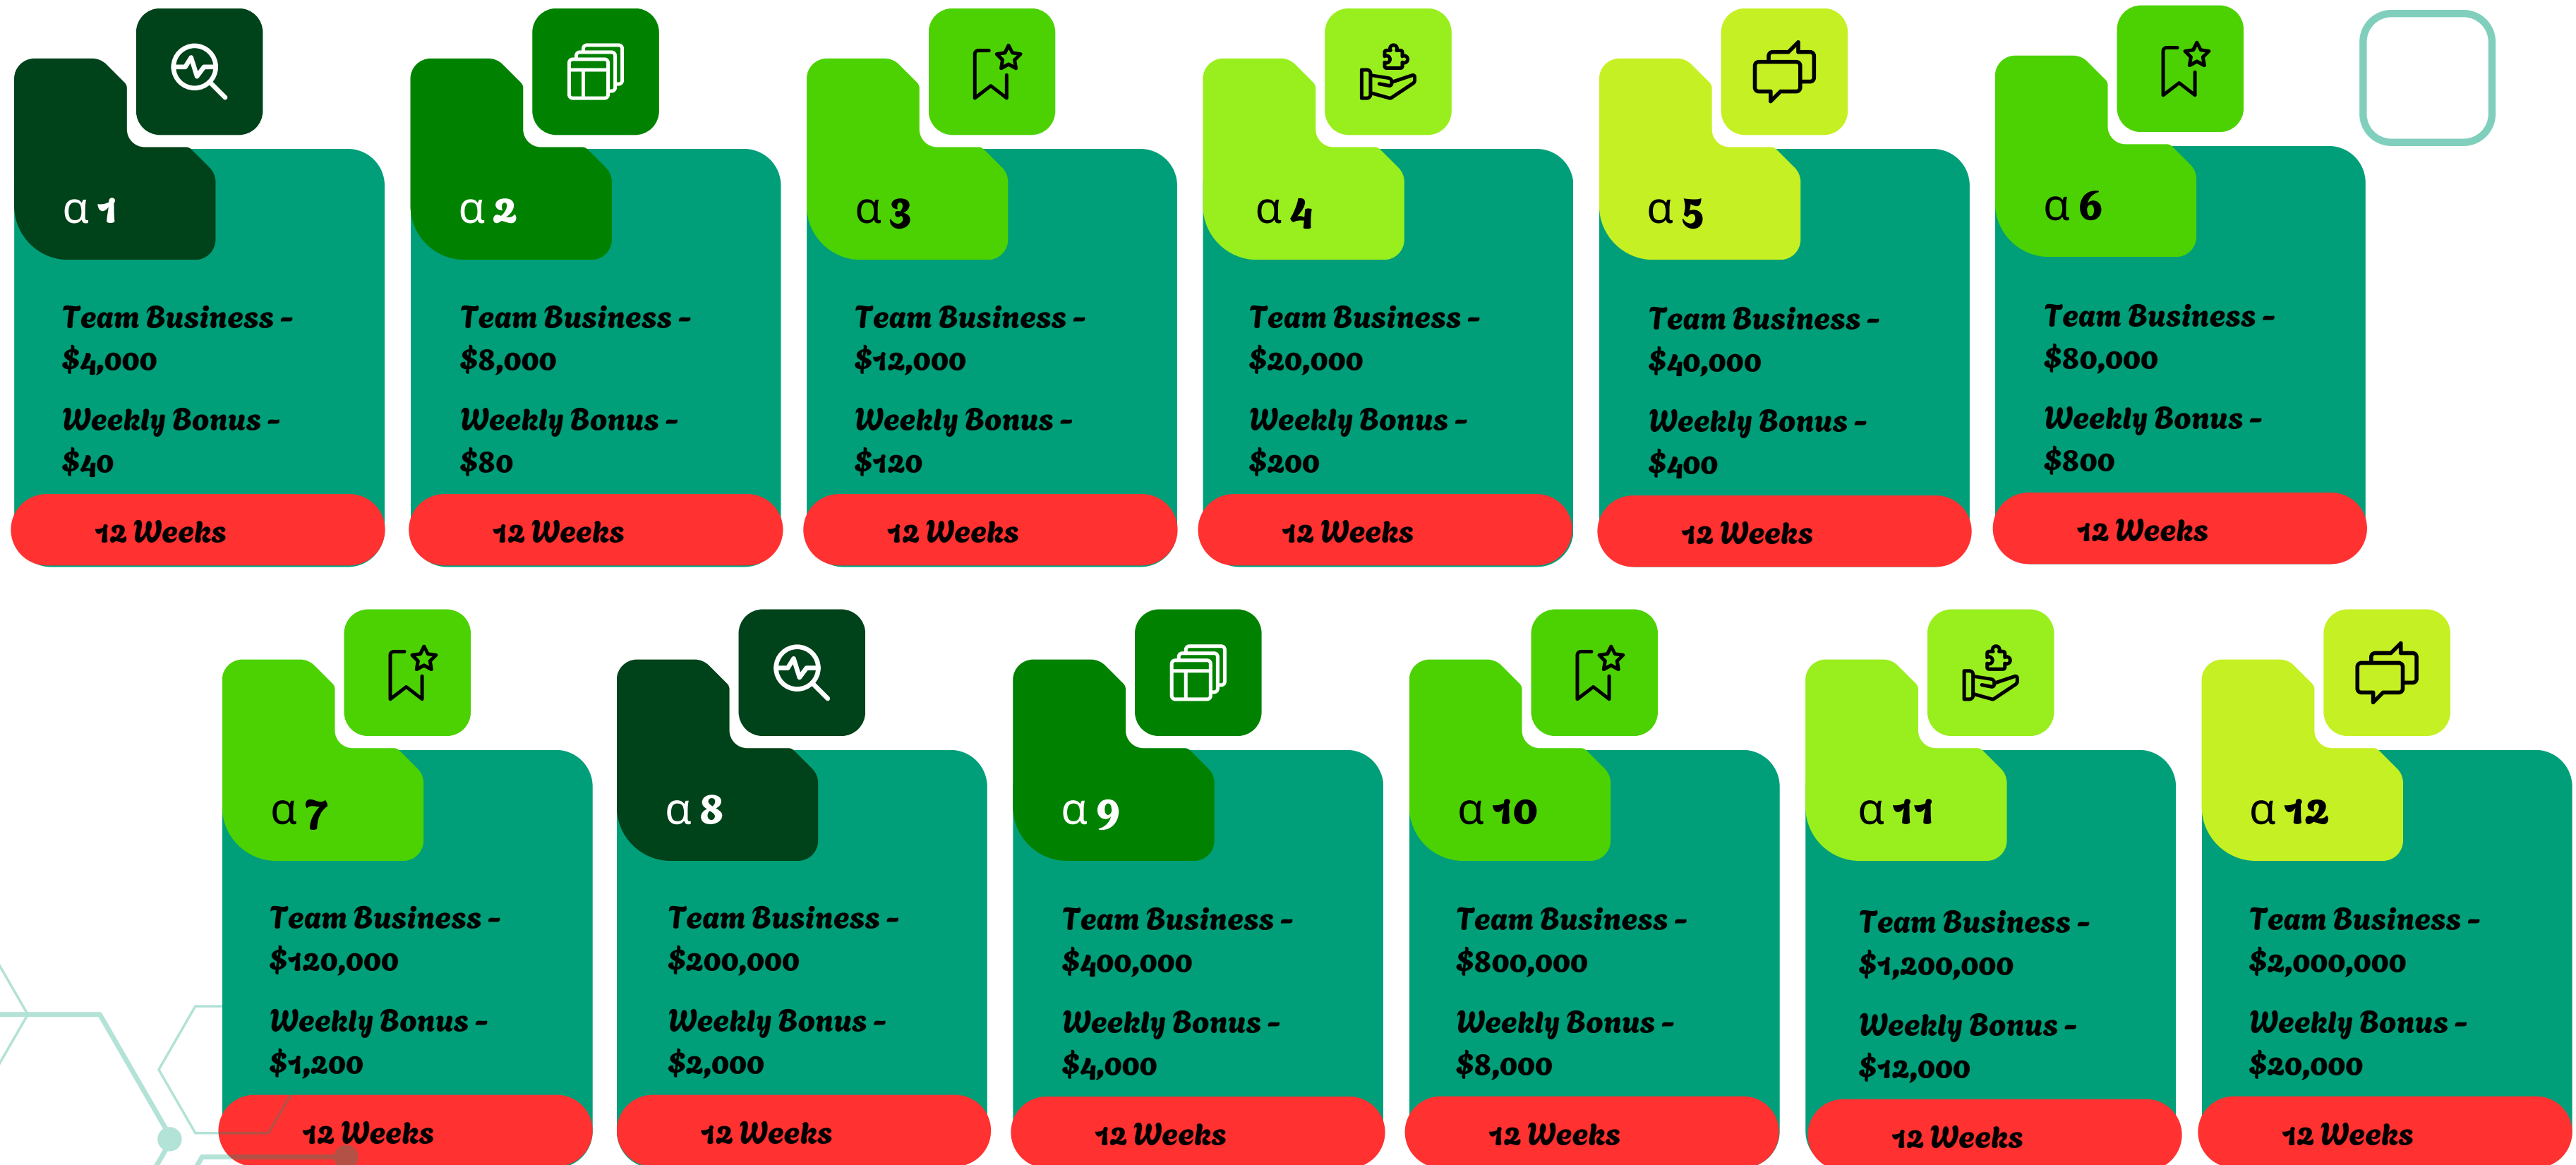 α 1
Team Business -
$4,000
Weekly Bonus -
$40
12 Weeks
α 2
Team Business -
$8,000
Weekly Bonus -
$80
12 Weeks
α 3
Team Business -
$12,000
Weekly Bonus -
$120
12 Weeks
α 4
Team Business -
$20,000
Weekly Bonus -
$200
12 Weeks
α 5
Team Business -
$40,000
Weekly Bonus -
$400
12 Weeks
α 6
Team Business -
$80,000
Weekly Bonus -
$800
12 Weeks
α 7
Team Business -
$120,000
Weekly Bonus -
$1,200
12 Weeks
α 8
Team Business -
$200,000
Weekly Bonus -
$2,000
12 Weeks
α 9
Team Business -
$400,000
Weekly Bonus -
$4,000
12 Weeks
α 10
Team Business -
$800,000
Weekly Bonus -
$8,000
12 Weeks
α 11
Team Business -
$1,200,000
Weekly Bonus -
$12,000
12 Weeks
α 12
Team Business -
$2,000,000
Weekly Bonus -
$20,000
12 Weeks